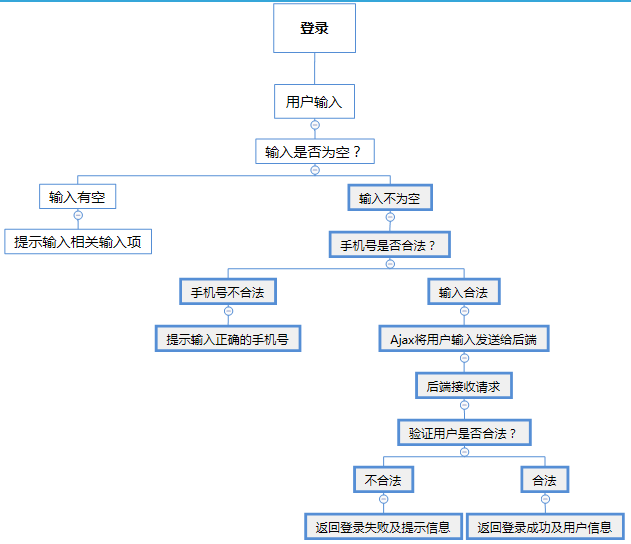 登录
用户输入
输入是否为空？
输入有空
输入不为空
提示输入相关输入项
手机号是否合法？
手机号不合法
输入合法
提示输入正确的手机号
Ajax将用户输入发送给后端
后端接收请求
验证用户是否合法？
不合法
合法
返回登录失败及提示信息
返回登录成功及用户信息